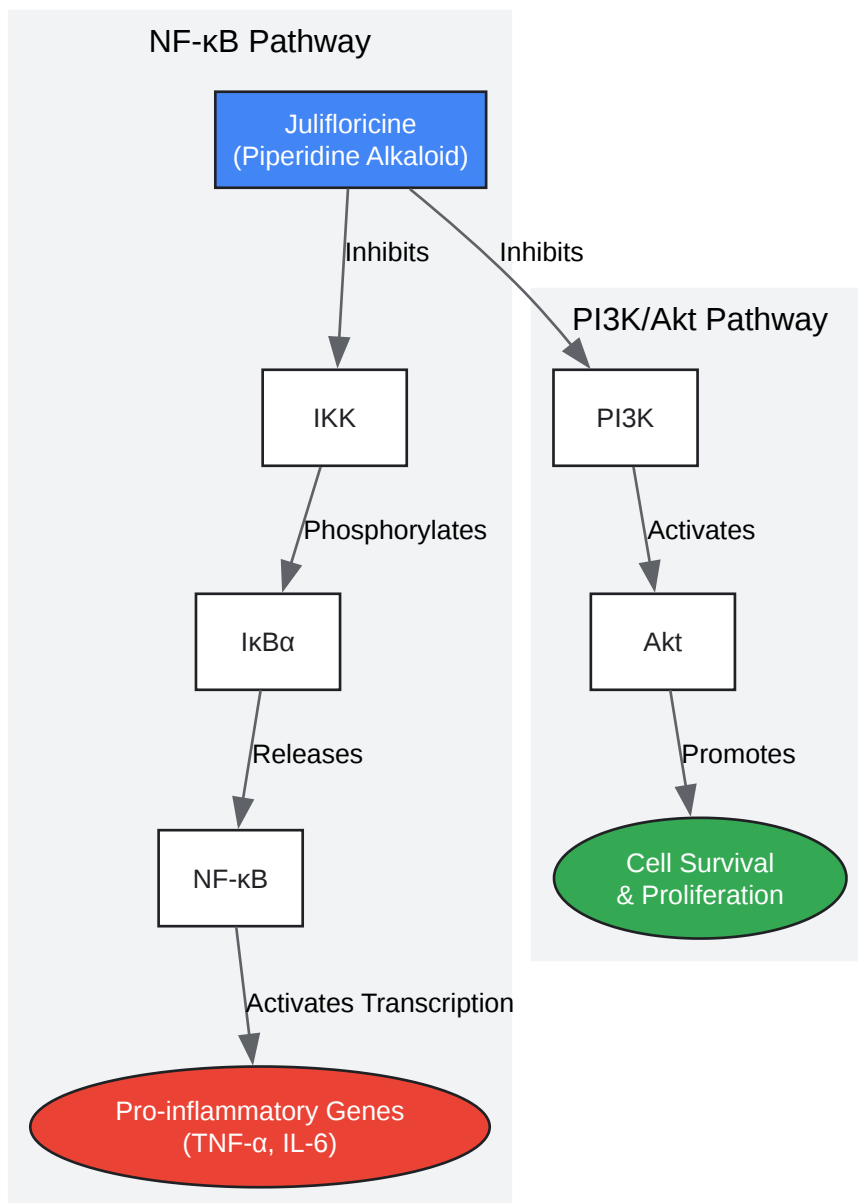 NF-κB Pathway
Julifloricine
(Piperidine Alkaloid)
Inhibits
Inhibits
PI3K/Akt Pathway
IKK
PI3K
Phosphorylates
Activates
IκBα
Akt
Releases
Promotes
NF-κB
Cell Survival
& Proliferation
Activates Transcription
Pro-inflammatory Genes
(TNF-α, IL-6)